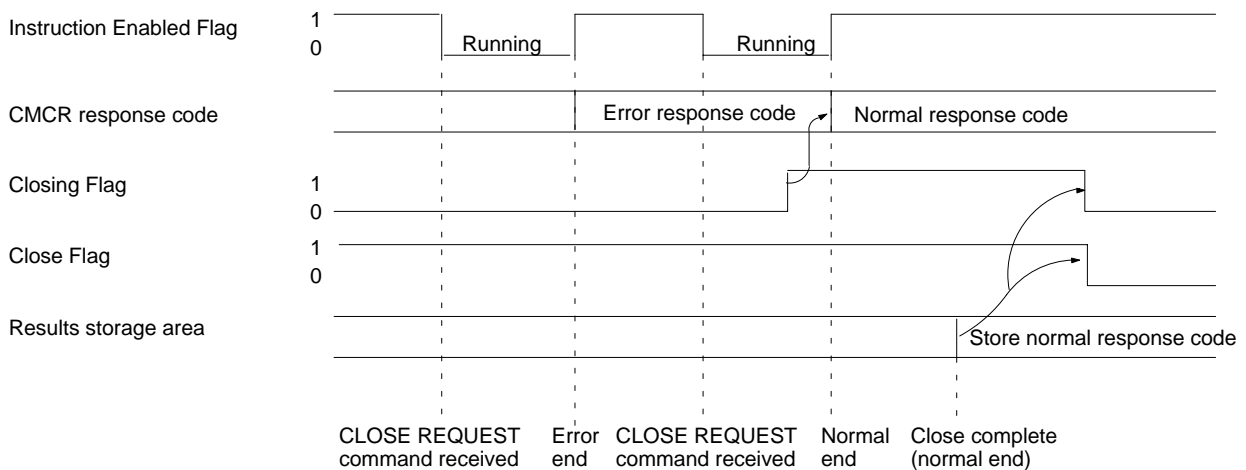 Instruction Enabled Flag
1
0
Running
Running
CMCR response code
Error response code
Normal response code
Closing Flag
1
0
Close Flag
1
0
Results storage area
Store normal response code
CLOSE REQUEST
command received
Error
end
CLOSE REQUEST
command received
Normal
end
Close complete
(normal end)